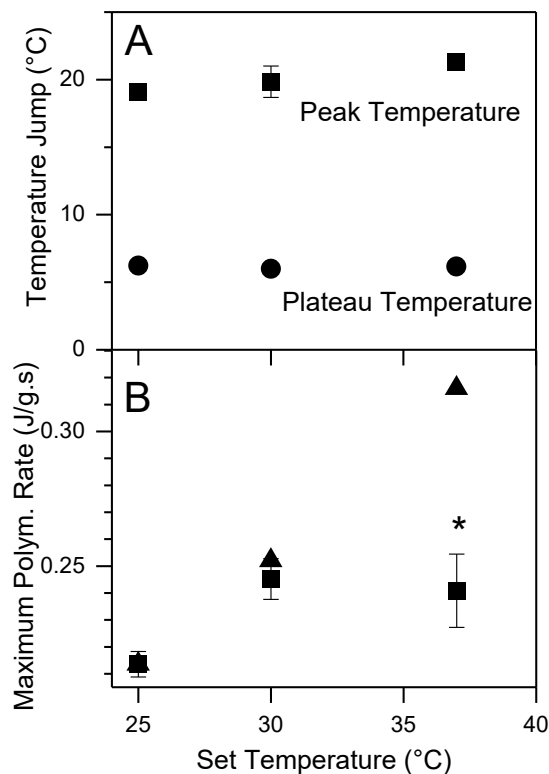 A
20
Temperature Jump (°C)
Peak Temperature
10
Plateau Temperature
0
B
Maximum Polym. Rate (J/g.s)
0.30
*
0.25
25 30 35 40
Set Temperature (°C)